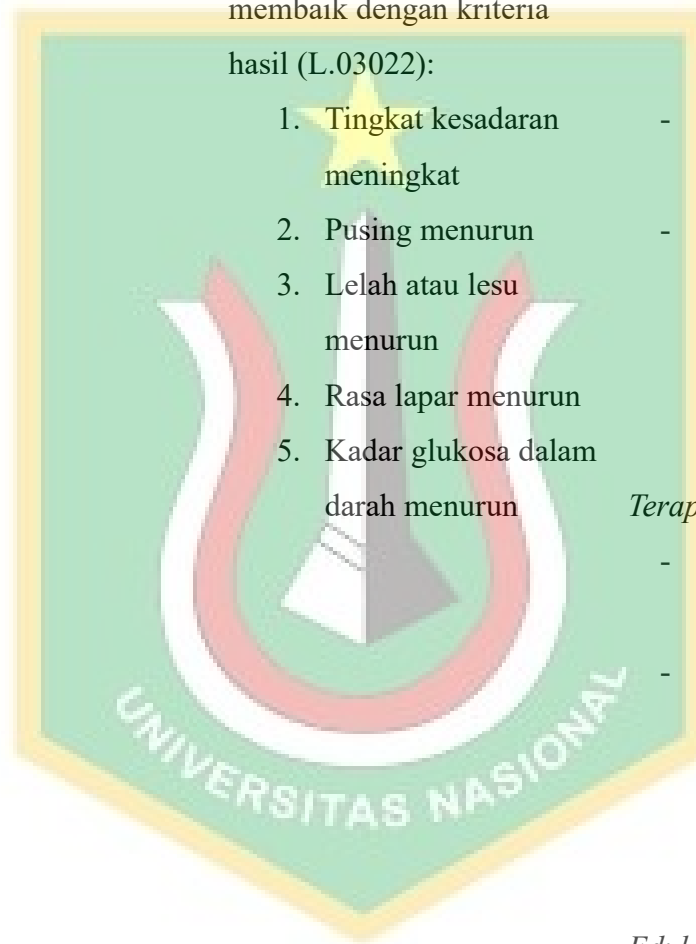 membaik dengan kriteria
hasil (L.03022):
1. Tingkat kesadaran -
meningkat
2. Pusing menurun -
3. Lelah atau lesu
menurun
4. Rasa lapar menurun
5. Kadar glukosa dalam
darah menurun
-
-
UNIVERSITAS NASIONAL